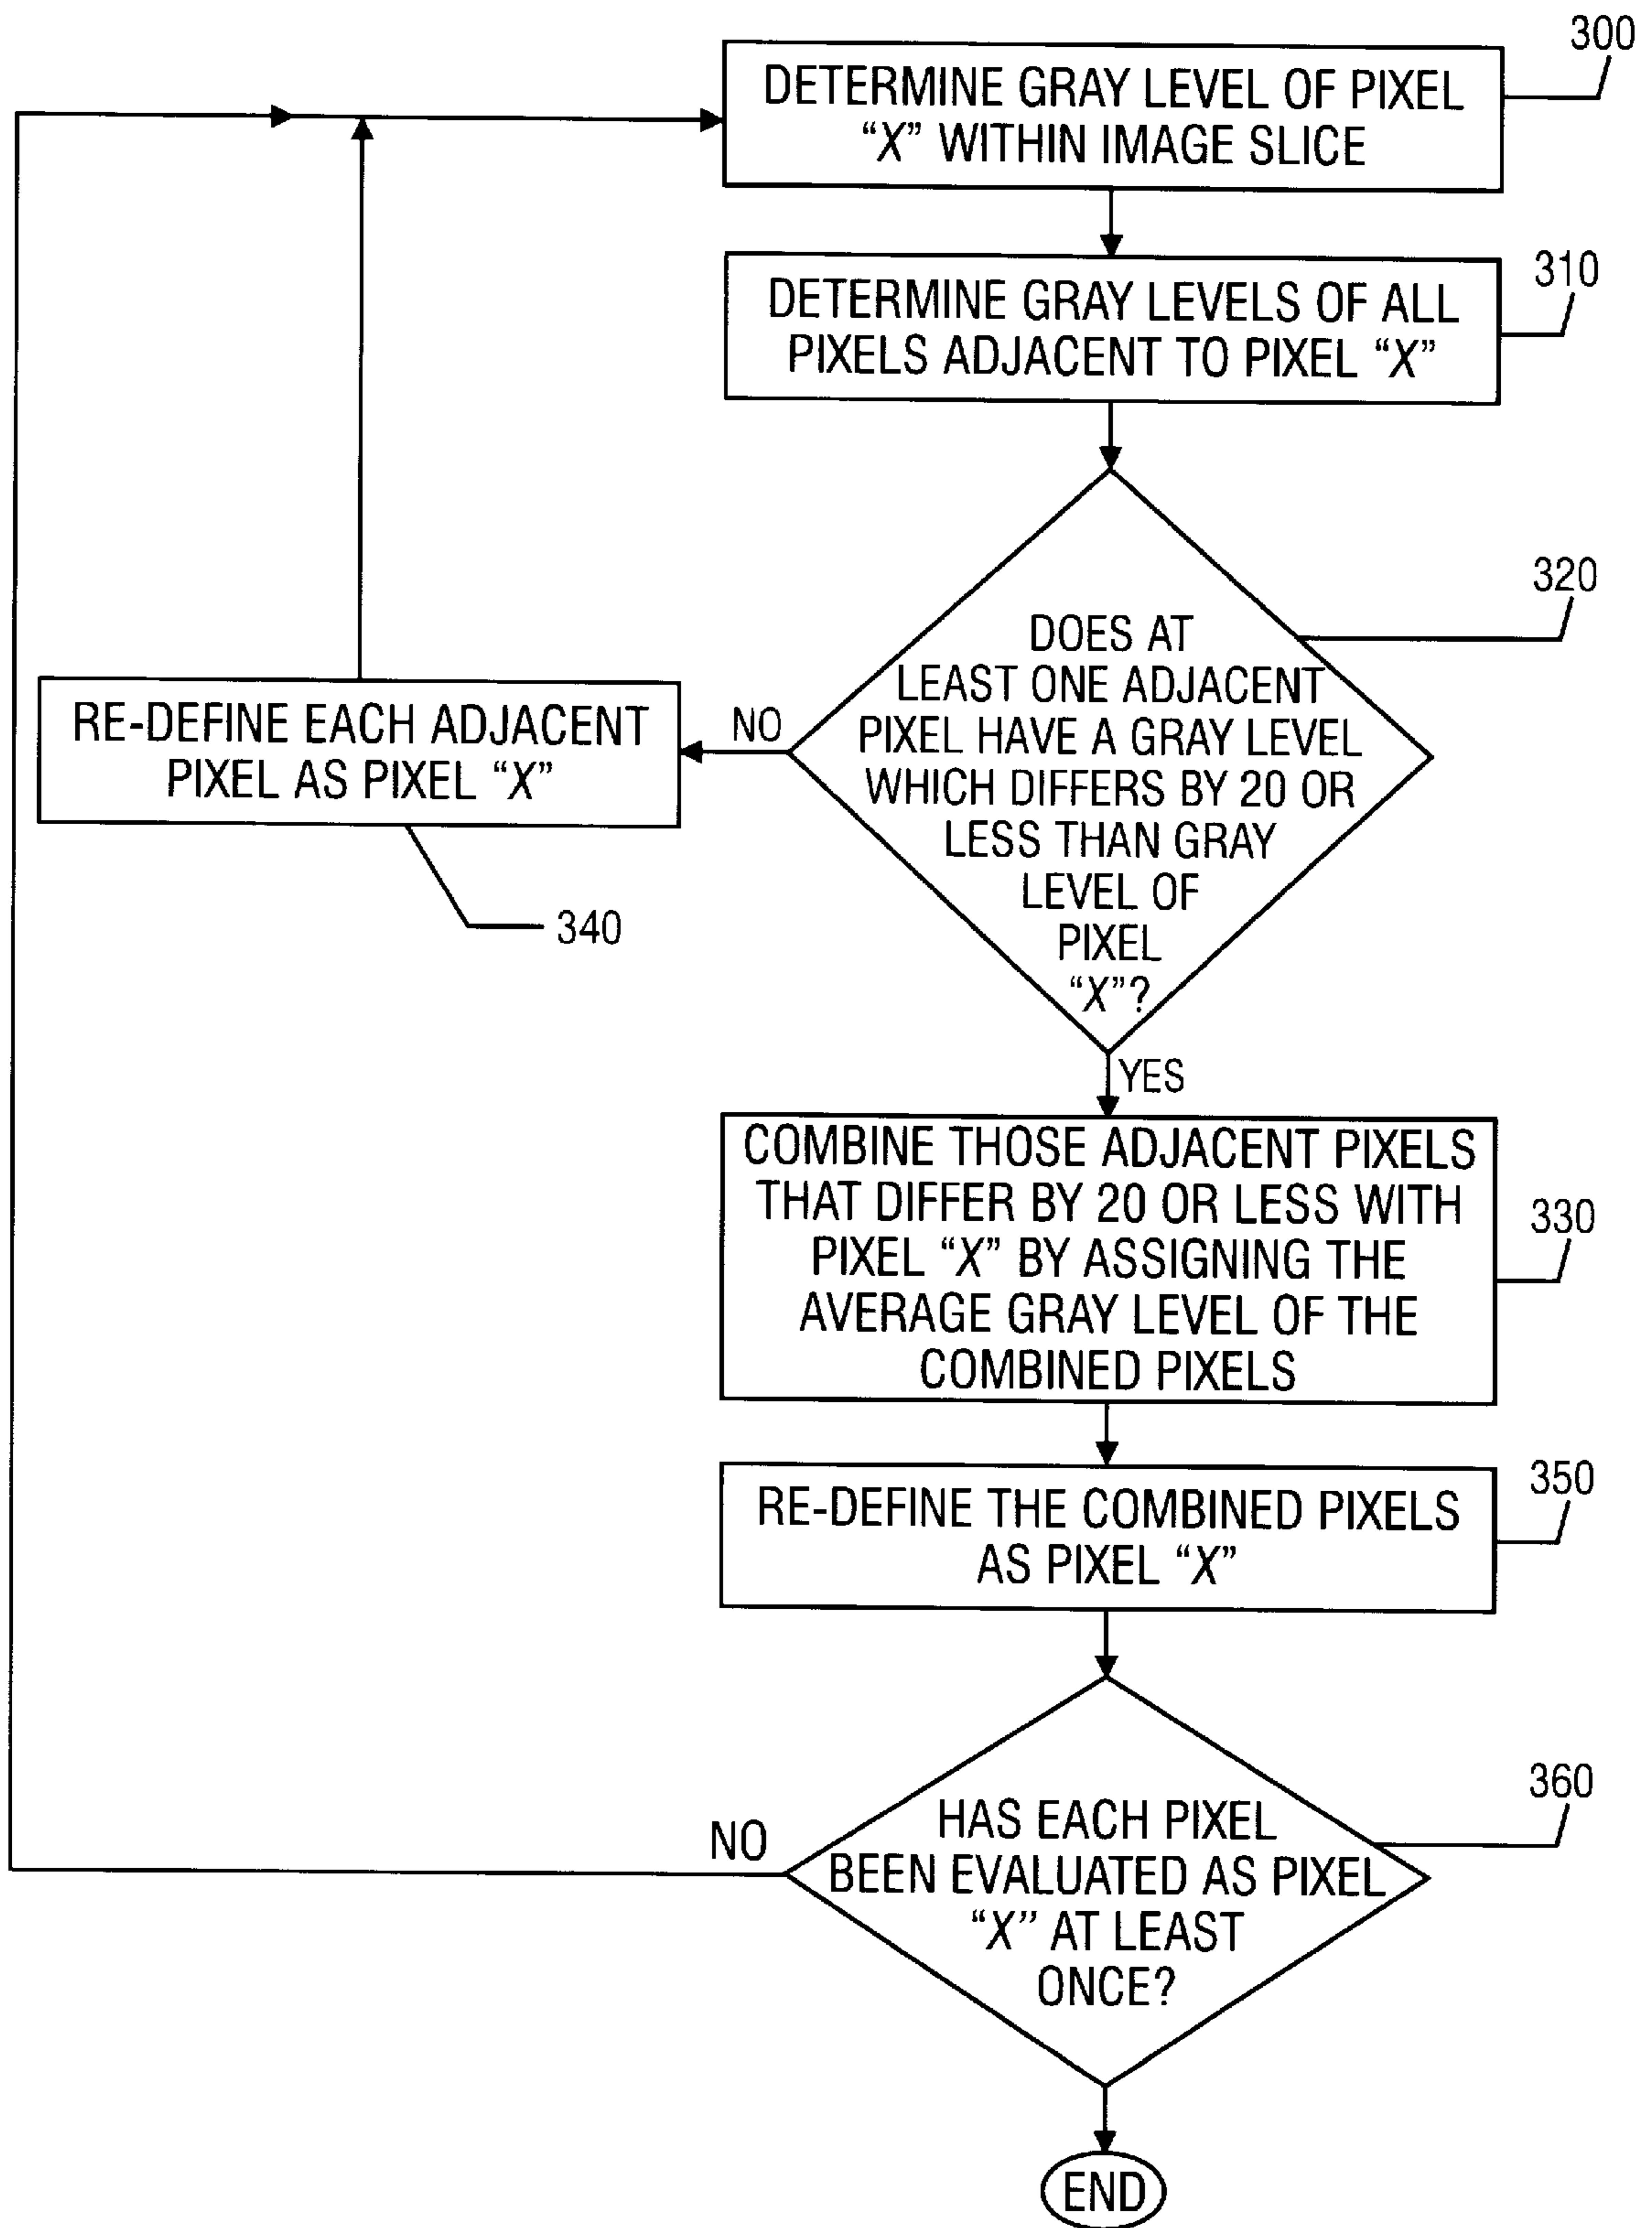 300
DETERMINE GRAY LEVEL OF PIXEL
“X” WITHIN IMAGE SLICE
310
DETERMINE GRAY LEVELS OF ALL
PIXELS ADJACENT TO PIXEL “X”
320
DOES AT
LEAST ONE ADJACENT
PIXEL HAVE A GRAY LEVEL
WHICH DIFFERS BY 20 OR
LESS THAN GRAY
LEVEL OF
PIXEL
“X”?
NO
RE-DEFINE EACH ADJACENT
PIXEL AS PIXEL “X”
340
YES
COMBINE THOSE ADJACENT PIXELS
THAT DIFFER BY 20 OR LESS WITH
PIXEL “X” BY ASSIGNING THE
AVERAGE GRAY LEVEL OF THE
COMBINED PIXELS
330
RE-DEFINE THE COMBINED PIXELS
AS PIXEL “X”
350
360
NO
HAS EACH PIXEL
BEEN EVALUATED AS PIXEL
“X” AT LEAST
ONCE?
END